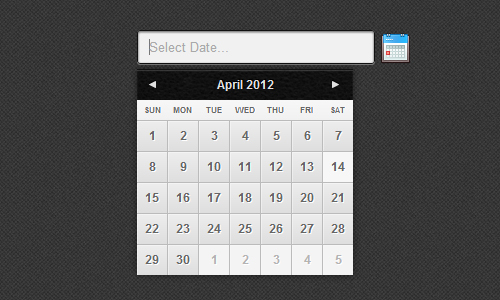 Select Date...
◄ April 2012 ►
SUN MON TUE WED THU FRI SAT
1 2 3 4 5 6 7
8 9 10 11 12 13 14
15 16 17 18 19 20 21
22 23 24 25 26 27 28
29 30 1 2 3 4 5